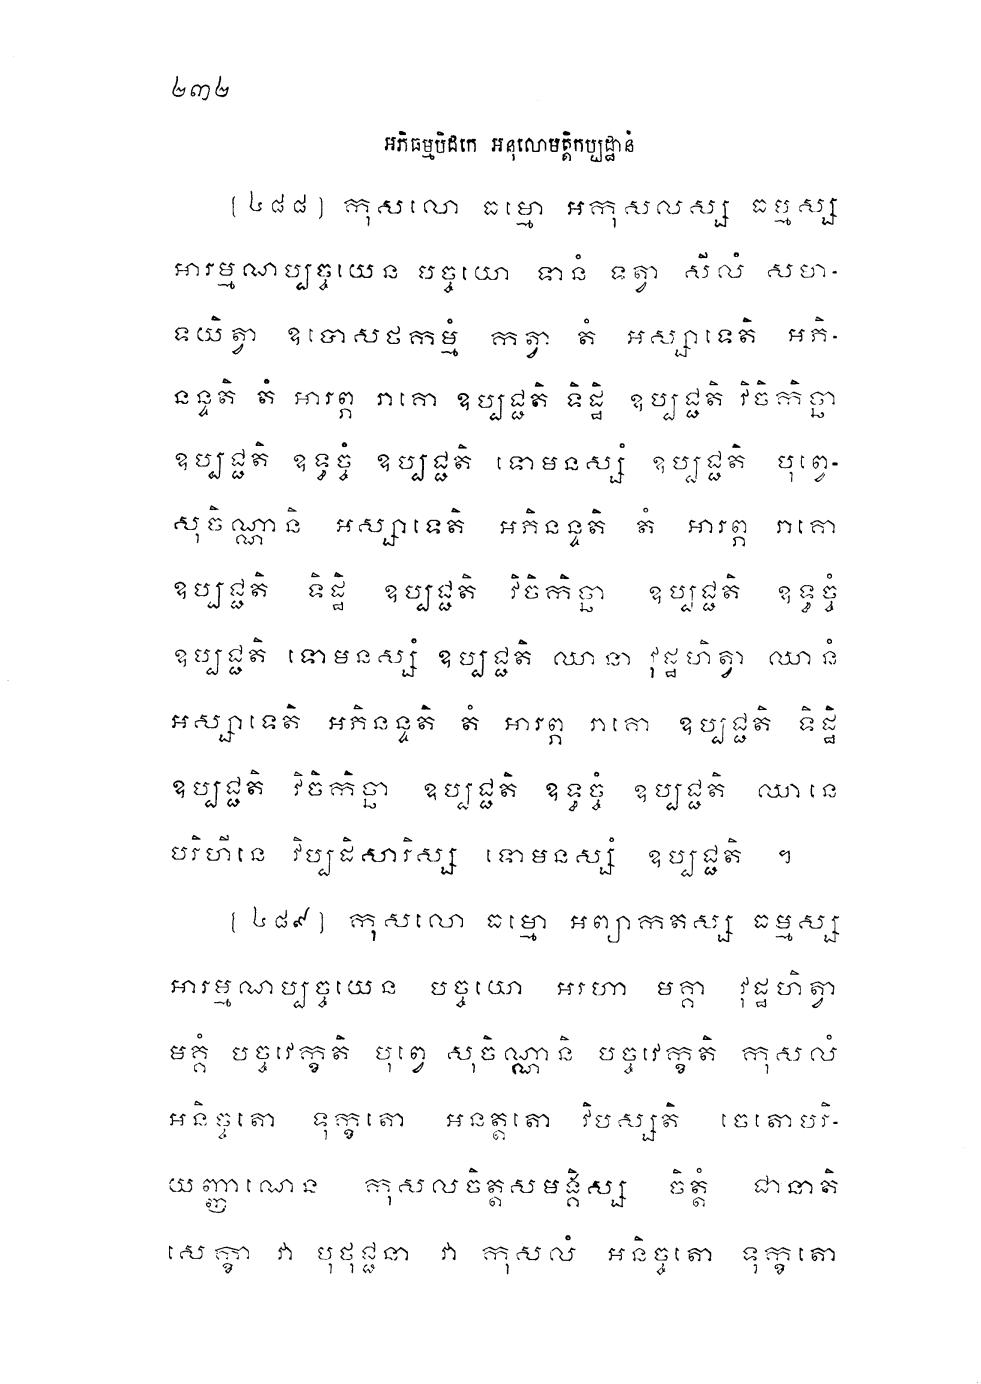 ២៣២
អភិធម្មបិដកេ អនុលោមត្តិកប្បដ្ឋានំ
[៤៨៨] កុសលោ ធម្មោ អកុសលស្ស ធម្មស្ស
អារម្មណប្បច្ចយេន បច្ចយោ ទានំ ទត្វា សីលំ សមា-
ទយិត្វា ឧបោសថកម្មំ កត្វា តំ អស្សាទេតិ អភិ-
នន្ទតិ តំ អារព្ភ រាគោ ឧប្បជ្ជតិ ទិដ្ឋិ ឧប្បជ្ជតិ វិចិកិច្ឆា
ឧប្បជ្ជតិ ឧទ្ធច្ចំ ឧប្បជ្ជតិ ទោមនស្សំ ឧប្បជ្ជតិ បុព្វេ-
សុចិណ្ណានិ អស្សាទេតិ អភិនន្ទតិ តំ អារព្ភ រាគោ
ឧប្បជ្ជតិ ទិដ្ឋិ ឧប្បជ្ជតិ វិចិកិច្ឆា ឧប្បជ្ជតិ ឧទ្ធច្ចំ
ឧប្បជ្ជតិ ទោមនស្សំ ឧប្បជ្ជតិ ឈានា វុដ្ឋហិត្វា ឈានំ
អស្សាទេតិ អភិនន្ទតិ តំ អារព្ភ រាគោ ឧប្បជ្ជតិ ទិដ្ឋិ
ឧប្បជ្ជតិ វិចិកិច្ឆា ឧប្បជ្ជតិ ឧទ្ធច្ចំ ឧប្បជ្ជតិ ឈានេ
បរិហីនេ វិប្បដិសារិស្ស ទោមនស្សំ ឧប្បជ្ជតិ ។
[៤៨៩] កុសលោ ធម្មោ អព្យាកតស្ស ធម្មស្ស
អារម្មណប្បច្ចយេន បច្ចយោ អរហា មគ្គា វុដ្ឋហិត្វា
មគ្គំ បច្ចវេក្ខតិ បុព្វេ សុចិណ្ណានិ បច្ចវេក្ខតិ កុសលំ
អនិច្ចតោ ទុក្ខតោ អនត្តតោ វិបស្សតិ ចេតោបរិ-
យញ្ញាណេន កុសលចិត្តសមង្គិស្ស ចិត្តំ ជានាតិ
សេក្ខា វា បុថុជ្ជនា វា កុសលំ អនិច្ចតោ ទុក្ខតោ